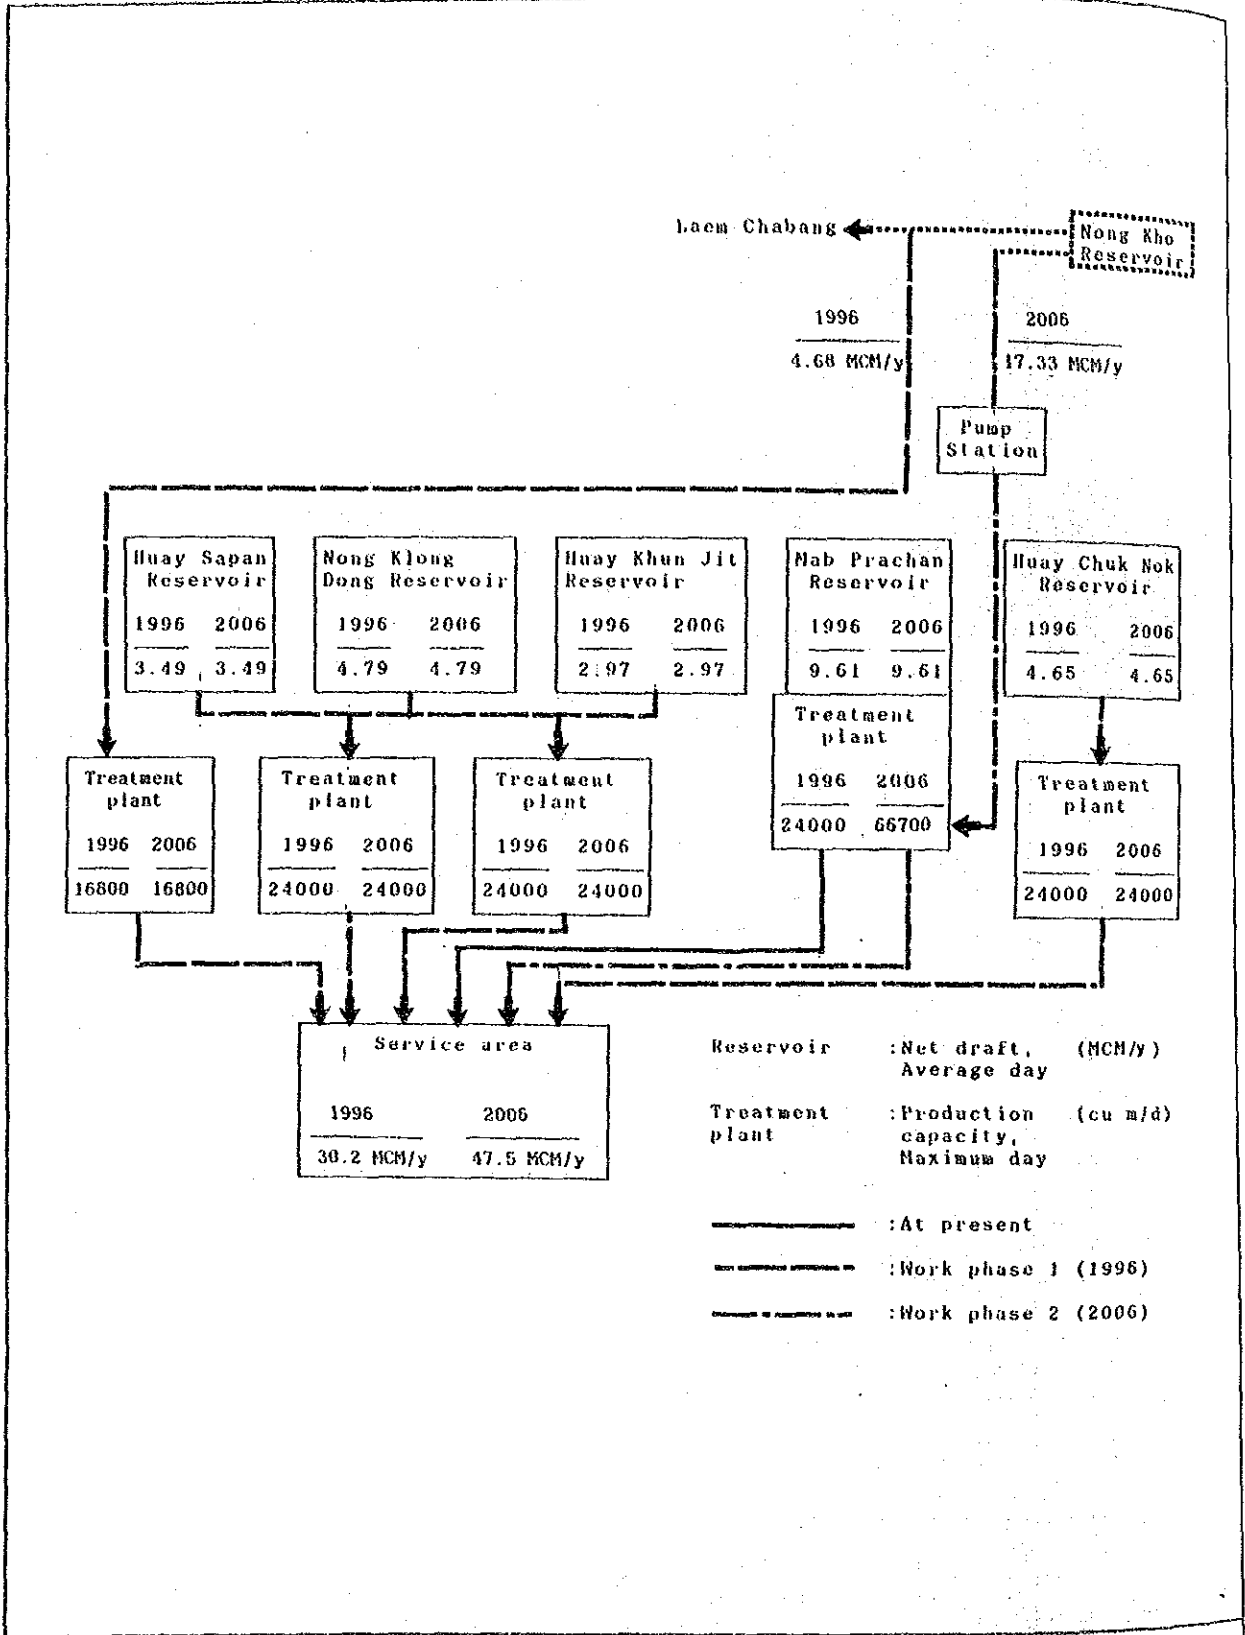 Laem Chabang
Nong Kho
Reservoir
1996
4.68 MCM/y
2006
17.33 MCM/y
Pump
Station
Huay Sapan
Reservoir
1996 2006
3.49 3.49
Nong Klong
Dong Reservoir
1996 2006
4.79 4.79
Huay Khun Jit
Reservoir
1996 2006
2.97 2.97
Mab Prachan
Reservoir
1996 2006
9.61 9.61
Huay Chuk Nok
Reservoir
1996 2006
4.65 4.65
Treatment
plant
1996 2006
16800 16800
Treatment
plant
1996 2006
24000 24000
Treatment
plant
1996 2006
24000 24000
Treatment
plant
1996 2006
24000 66700
Treatment
plant
1996 2006
24000 24000
Service area
1996 2006
30.2 MCM/y 47.5 MCM/y
Reservoir :Net draft, (MCM/y)
Average day
Treatment :Production (cu m/d)
plant capacity,
Maximum day
:At present
:Work phase 1 (1996)
:Work phase 2 (2006)